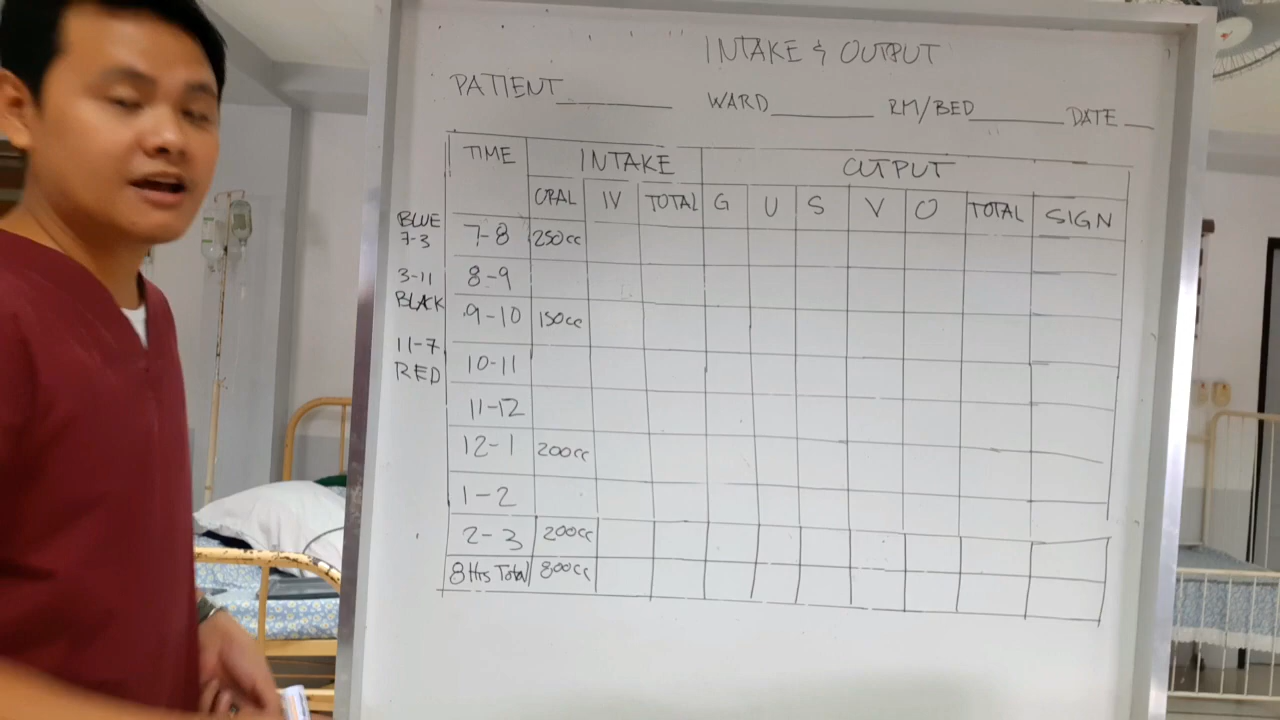 INTAKE & OUTPUT
PATIENT WARD RM/BED DATE
TIME INTAKE OUTPUT
ORAL IV TOTAL G U S V O TOTAL SIGN
BLUE
7-3
3-11
BLACK
11-7
RED
7-8 250cc
8-9
9-10 150cc
10-11
11-12
12-1 200cc
1-2
2-3 200cc
8 Hrs Total 800cc